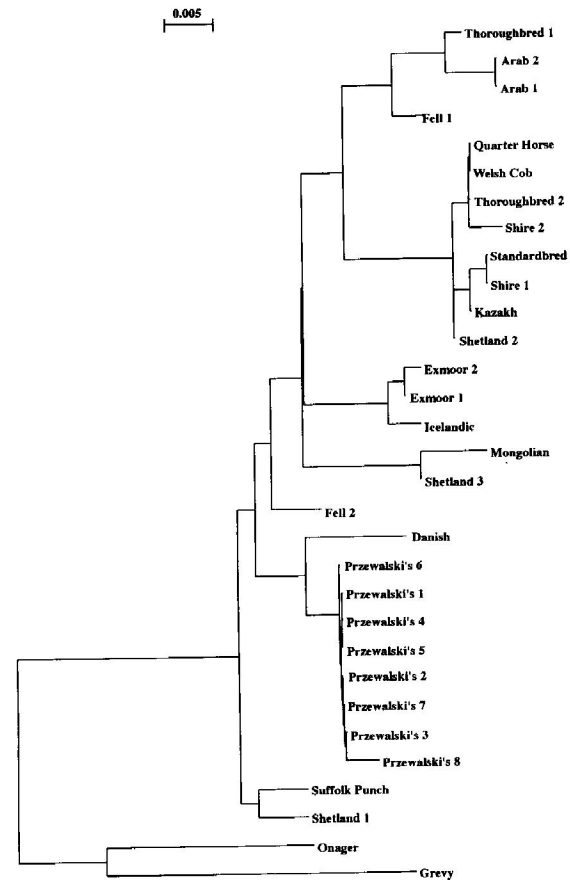 0.005
Thoroughbred 1
Arab 2
Arab 1
Fell 1
Quarter Horse
Welsh Cob
Thoroughbred 2
Shire 2
Standardbred
Shire 1
Kazakh
Shetland 2
Exmoor 2
Exmoor 1
Icelandic
Mongolian
Shetland 3
Fell 2
Danish
Przewalski's 6
Przewalski's 1
Przewalski's 4
Przewalski's 5
Przewalski's 2
Przewalski's 7
Przewalski's 3
Przewalski's 8
Suffolk Punch
Shetland 1
Onager
Grevy